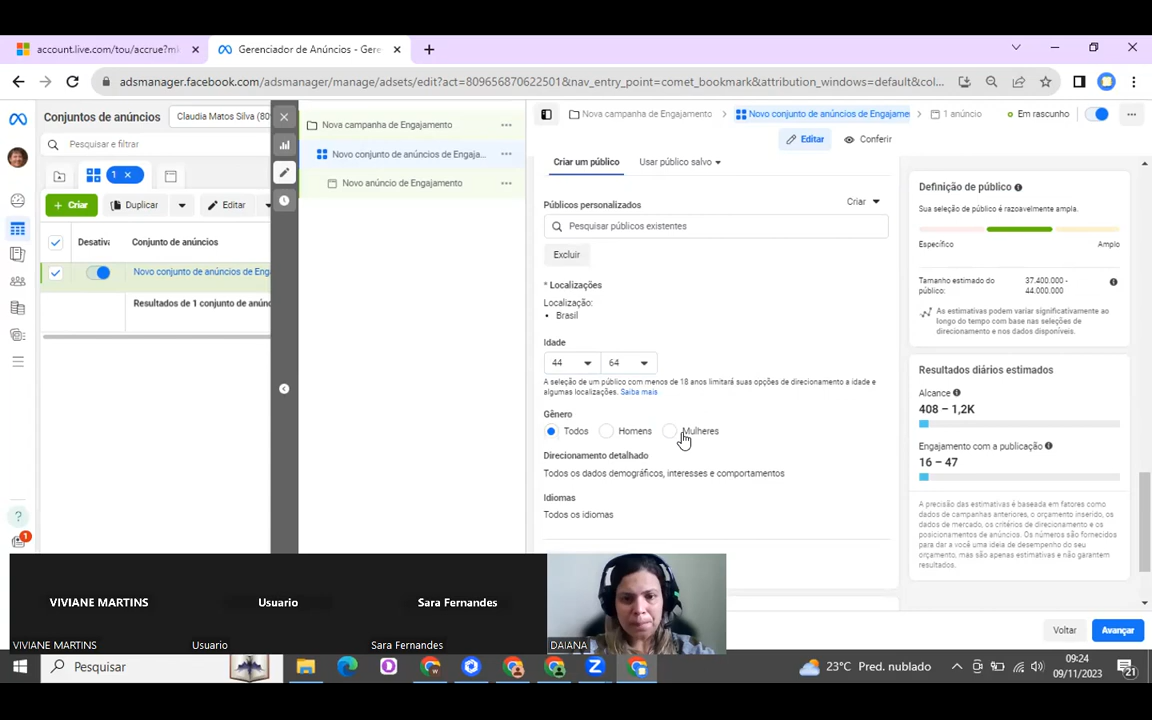 account.live.com/tou/accrue?m
Gerenciador de Anúncios - Gere
adsmanager.facebook.com/adsmanager/manage/adsets/edit?act=809656870622501&nav_entry_point=comet_bookmark&attribution_windows=default&col...
Conjuntos de anúncios
Claudia Matos Silva (80
Pesquisar e filtrar
1 ×
+ Criar
Duplicar
Editar
Desativ
Conjunto de anúncios
Novo conjunto de anúncios de Eng
Resultados de 1 conjunto de anún
Nova campanha de Engajamento
Novo conjunto de anúncios de Engaja...
Novo anúncio de Engajamento
Nova campanha de Engajamento
Novo conjunto de anúncios de Engajame
1 anúncio
Em rascunho
Editar
Conferir
Criar um público
Usar público salvo
Públicos personalizados
Criar
Pesquisar públicos existentes
Excluir
* Localizações
Localização:
• Brasil
Idade
44
64
A seleção de um público com menos de 18 anos limitará suas opções de direcionamento a idade e
algumas localizações. Saiba mais
Gênero
Todos
Homens
Mulheres
Direcionamento detalhado
Todos os dados demográficos, interesses e comportamentos
Idiomas
Todos os idiomas
Definição de público
Sua seleção de público é razoavelmente ampla.
Específico
Amplo
Tamanho estimado do
público:
37.400.000 -
44.000.000
As estimativas podem variar significativamente ao
longo do tempo com base nas seleções de
direcionamento e nos dados disponíveis.
Resultados diários estimados
Alcance
408 – 1,2K
Engajamento com a publicação
16 – 47
A precisão das estimativas é baseada em fatores como
dados de campanhas anteriores, o orçamento inserido, os
dados de mercado, os critérios de direcionamento e os
posicionamentos de anúncios. Os números são fornecidos
para dar a você uma ideia de desempenho do seu
orçamento, mas são apenas estimativas e não garantem
resultados.
Voltar
Avançar
?
1
VIVIANE MARTINS
Usuario
Sara Fernandes
VIVIANE MARTINS
Usuario
Sara Fernandes
DAIANA
Pesquisar
23°C Pred. nublado
09:24
09/11/2023
21